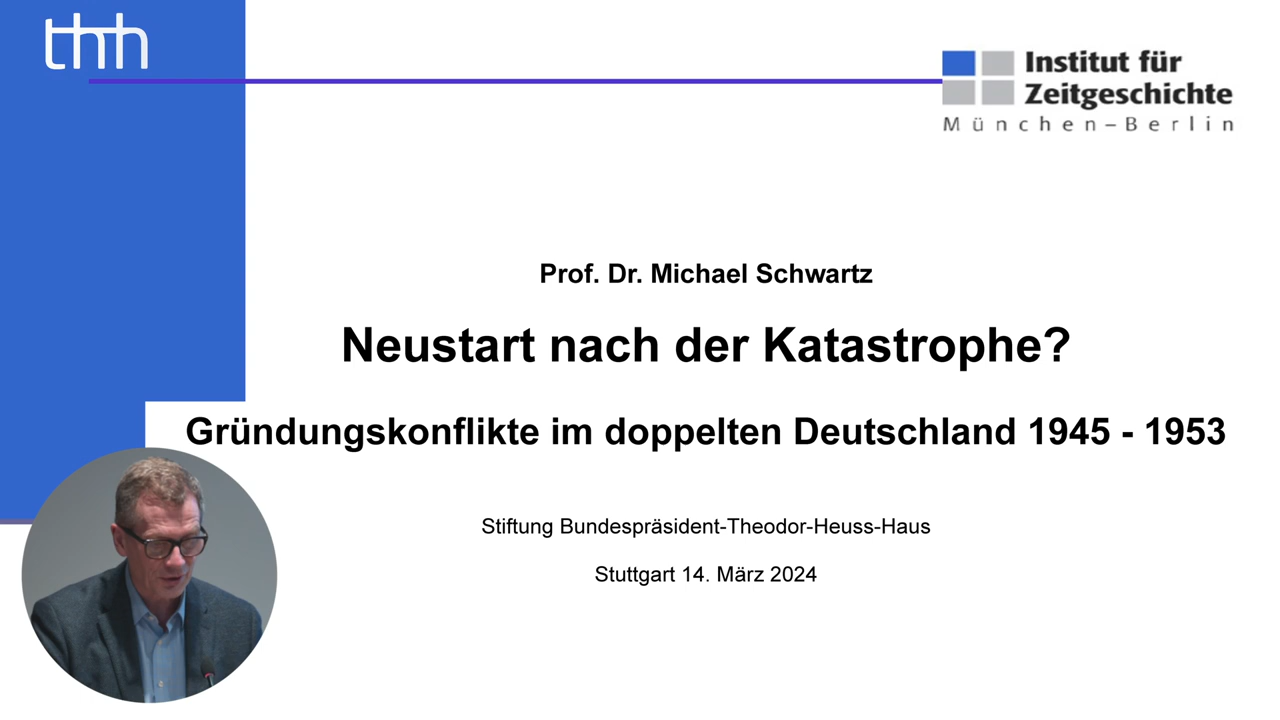 thh
Institut für
Zeitgeschichte
München–Berlin
Prof. Dr. Michael Schwartz
Neustart nach der Katastrophe?
Gründungskonflikte im doppelten Deutschland 1945 - 1953
Stiftung Bundespräsident-Theodor-Heuss-Haus
Stuttgart 14. März 2024